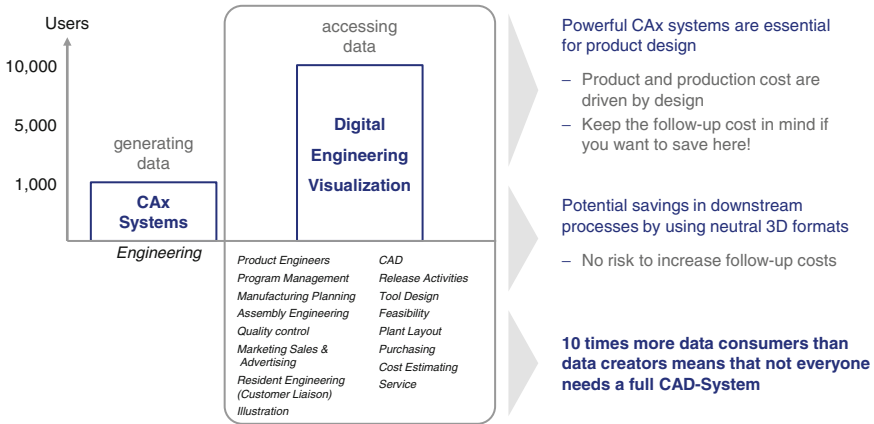 Users
10,000
5,000
1,000
generating
data
CAx
Systems
Engineering
accessing
data
Digital
Engineering
Visualization
Product Engineers
Program Management
Manufacturing Planning
Assembly Engineering
Quality control
Marketing Sales &
Advertising
Resident Engineering
(Customer Liaison)
Illustration
CAD
Release Activities
Tool Design
Feasibility
Plant Layout
Purchasing
Cost Estimating
Service
Powerful CAx systems are essential
for product design
– Product and production cost are
driven by design
– Keep the follow-up cost in mind if
you want to save here!
Potential savings in downstream
processes by using neutral 3D formats
– No risk to increase follow-up costs
10 times more data consumers than
data creators means that not everyone
needs a full CAD-System